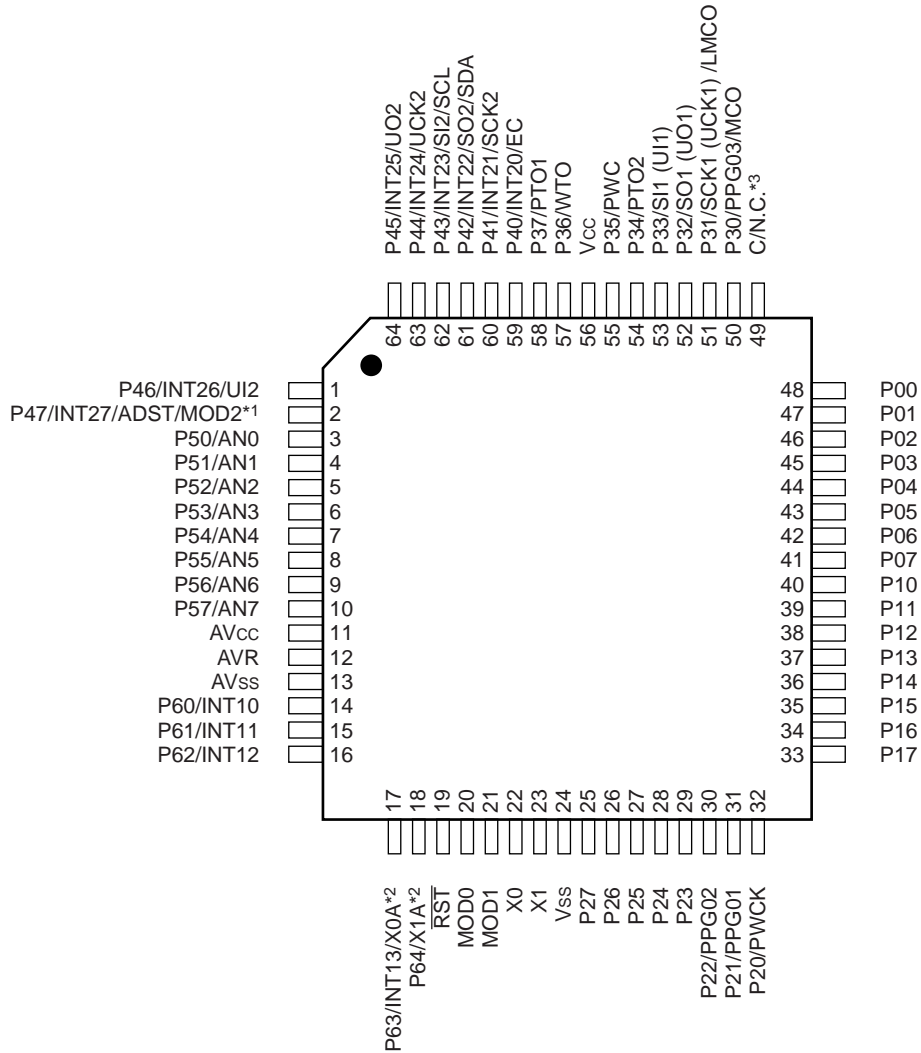 P45/INT25/UO2
P44/INT24/UCK2
P43/INT23/SI2/SCL
P42/INT22/SO2/SDA
P41/INT21/SCK2
P40/INT20/EC
P37/PTO1
P36/WTO
Vcc
P35/PWC
P34/PTO2
P33/SI1 (UI1)
P32/SO1 (UO1)
P31/SCK1 (UCK1) /LMCO
P30/PPG03/MCO
C/N.C.*3
64
63
62
61
60
59
58
57
56
55
54
53
52
51
50
49
P46/INT26/UI2 1
P47/INT27/ADST/MOD2*1 2
P50/AN0 3
P51/AN1 4
P52/AN2 5
P53/AN3 6
P54/AN4 7
P55/AN5 8
P56/AN6 9
P57/AN7 10
AVcc 11
AVR 12
AVss 13
P60/INT10 14
P61/INT11 15
P62/INT12 16
48 P00
47 P01
46 P02
45 P03
44 P04
43 P05
42 P06
41 P07
40 P10
39 P11
38 P12
37 P13
36 P14
35 P15
34 P16
33 P17
17
18
19
20
21
22
23
24
25
26
27
28
29
30
31
32
P63/INT13/X0A*2
P64/X1A*2
RST
MOD0
MOD1
X0
X1
Vss
P27
P26
P25
P24
P23
P22/PPG02
P21/PPG01
P20/PWCK